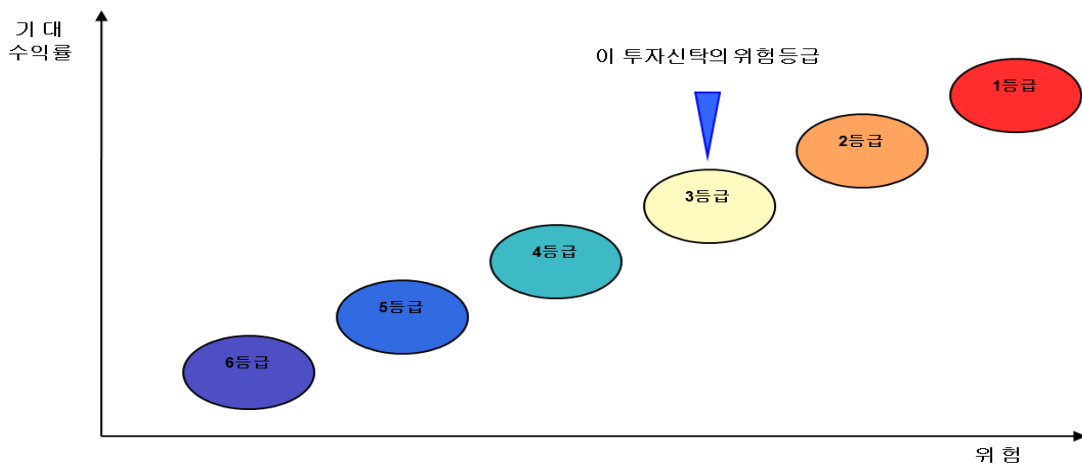 기 대
수익률
이 투자신탁의 위험등급
1등급
2등급
3등급
4등급
5등급
6등급
위 험